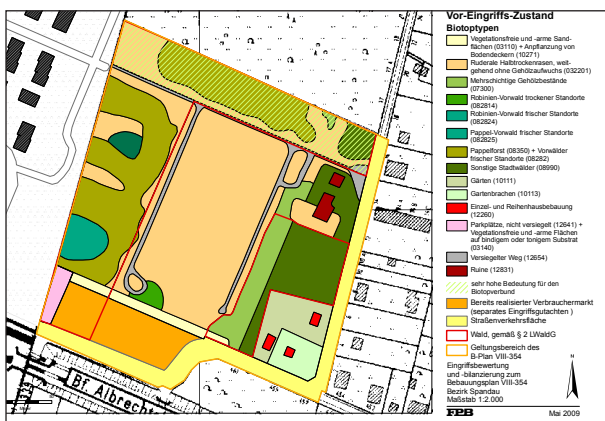 Vor-Eingriffs-Zustand
Biotoptypen
Vegetationsfreie und -arme Sand-
flächen (03110) + Anpflanzung von
Bodendeckern (10271)
Ruderale Halbtrockenrasen, weit-
gehend ohne Gehölzaufwuchs (032201)
Mehrschichtige Gehölzbestände
(07300)
Robinien-Vorwald trockener Standorte
(082814)
Robinien-Vorwald frischer Standorte
(082824)
Pappel-Vorwald frischer Standorte
(082825)
Pappelforst (08350) + Vorwälder
frischer Standorte (08282)
Sonstige Stadtwälder (08990)
Gärten (10111)
Gartenbrachen (10113)
Einzel- und Reihenhausbebauung
(12260)
Parkplätze, nicht versiegelt (12641) +
Vegetationsfreie und -arme Flächen
auf bindigem oder tonigem Substrat
(03140)
Versiegelter Weg (12654)
Ruine (12831)
sehr hohe Bedeutung für den
Biotopverbund
Bereits realisierter Verbrauchermarkt
(separates Eingriffsgutachten )
Straßenverkehrsfläche
Wald, gemäß § 2 LWaldG
Geltungsbereich des
B-Plan VIII-354
Eingriffsbewertung
und -bilanzierung zum
Bebauungsplan VIII-354
Bezirk Spandau
Maßstab 1:2.000
N
FPB
Mai 2009
Bf. Albrecht